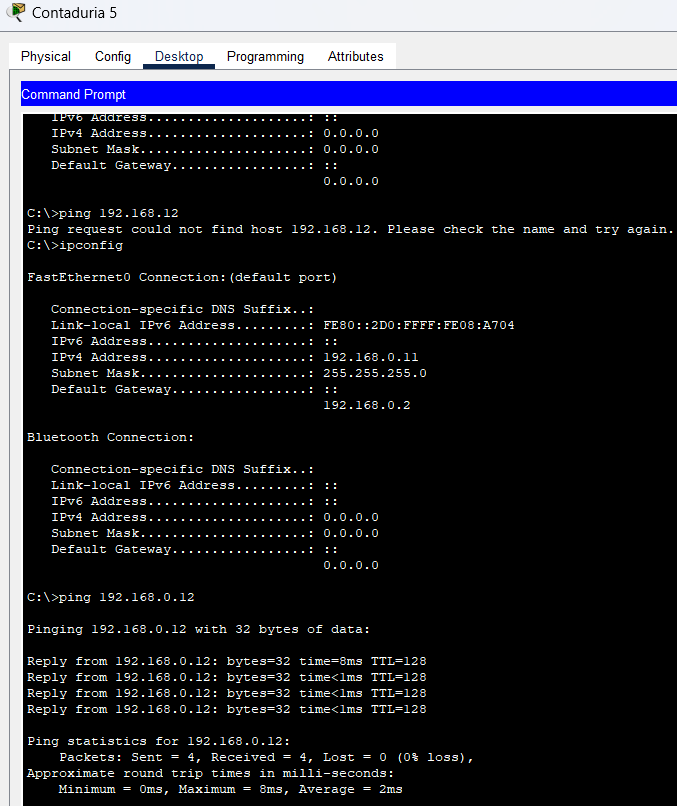 Contaduria 5
Physical Config Desktop Programming Attributes
Command Prompt
IPv6 Address....................: ::
IPv4 Address....................: 0.0.0.0
Subnet Mask.....................: 0.0.0.0
Default Gateway.................: ::
0.0.0.0
C:\>ping 192.168.12
Ping request could not find host 192.168.12. Please check the name and try again.
C:\>ipconfig
FastEthernet0 Connection:(default port)
Connection-specific DNS Suffix..:
Link-local IPv6 Address.........: FE80::2D0:FFFF:FE08:A704
IPv6 Address....................: ::
IPv4 Address....................: 192.168.0.11
Subnet Mask.....................: 255.255.255.0
Default Gateway.................: ::
192.168.0.2
Bluetooth Connection:
Connection-specific DNS Suffix..:
Link-local IPv6 Address.........: ::
IPv6 Address....................: ::
IPv4 Address....................: 0.0.0.0
Subnet Mask.....................: 0.0.0.0
Default Gateway.................: ::
0.0.0.0
C:\>ping 192.168.0.12
Pinging 192.168.0.12 with 32 bytes of data:
Reply from 192.168.0.12: bytes=32 time=8ms TTL=128
Reply from 192.168.0.12: bytes=32 time<1ms TTL=128
Reply from 192.168.0.12: bytes=32 time<1ms TTL=128
Reply from 192.168.0.12: bytes=32 time<1ms TTL=128
Ping statistics for 192.168.0.12:
Packets: Sent = 4, Received = 4, Lost = 0 (0% loss),
Approximate round trip times in milli-seconds:
Minimum = 0ms, Maximum = 8ms, Average = 2ms